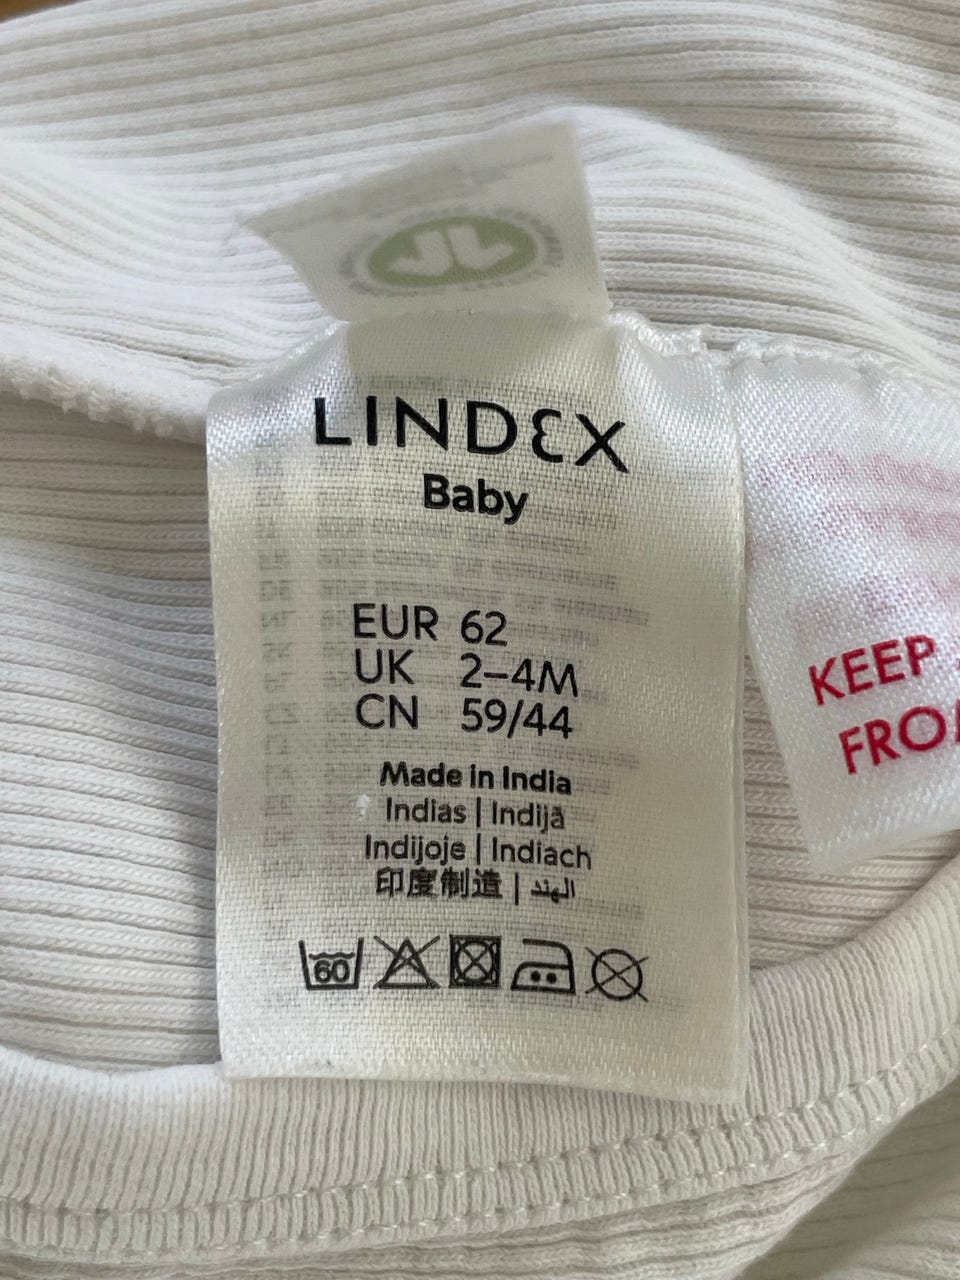 LINDEX
Baby
EUR 62
UK 2–4M
CN 59/44
Made in India
Indias | Indijā
Indijoje | Indiach
印度制造 | الهند
60
KEEP